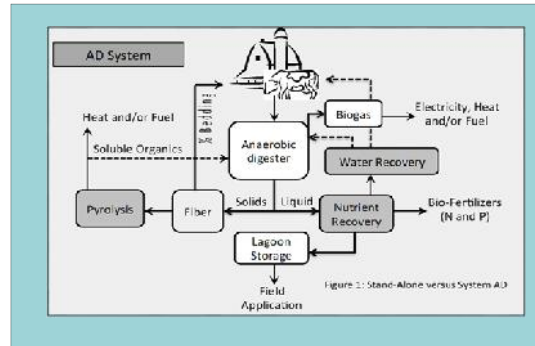 AD System
Heat and/or Fuel
Soluble Organics
Bedding
Anaerobic
digester
Biogas
Electricity, Heat
and/or Fuel
Water Recovery
Pyrolysis
Fiber
Solids
Liquid
Nutrient
Recovery
Bio-Fertilizers
(N and P)
Lagoon
Storage
Field
Application
Figure 1: Stand-Alone versus System AD